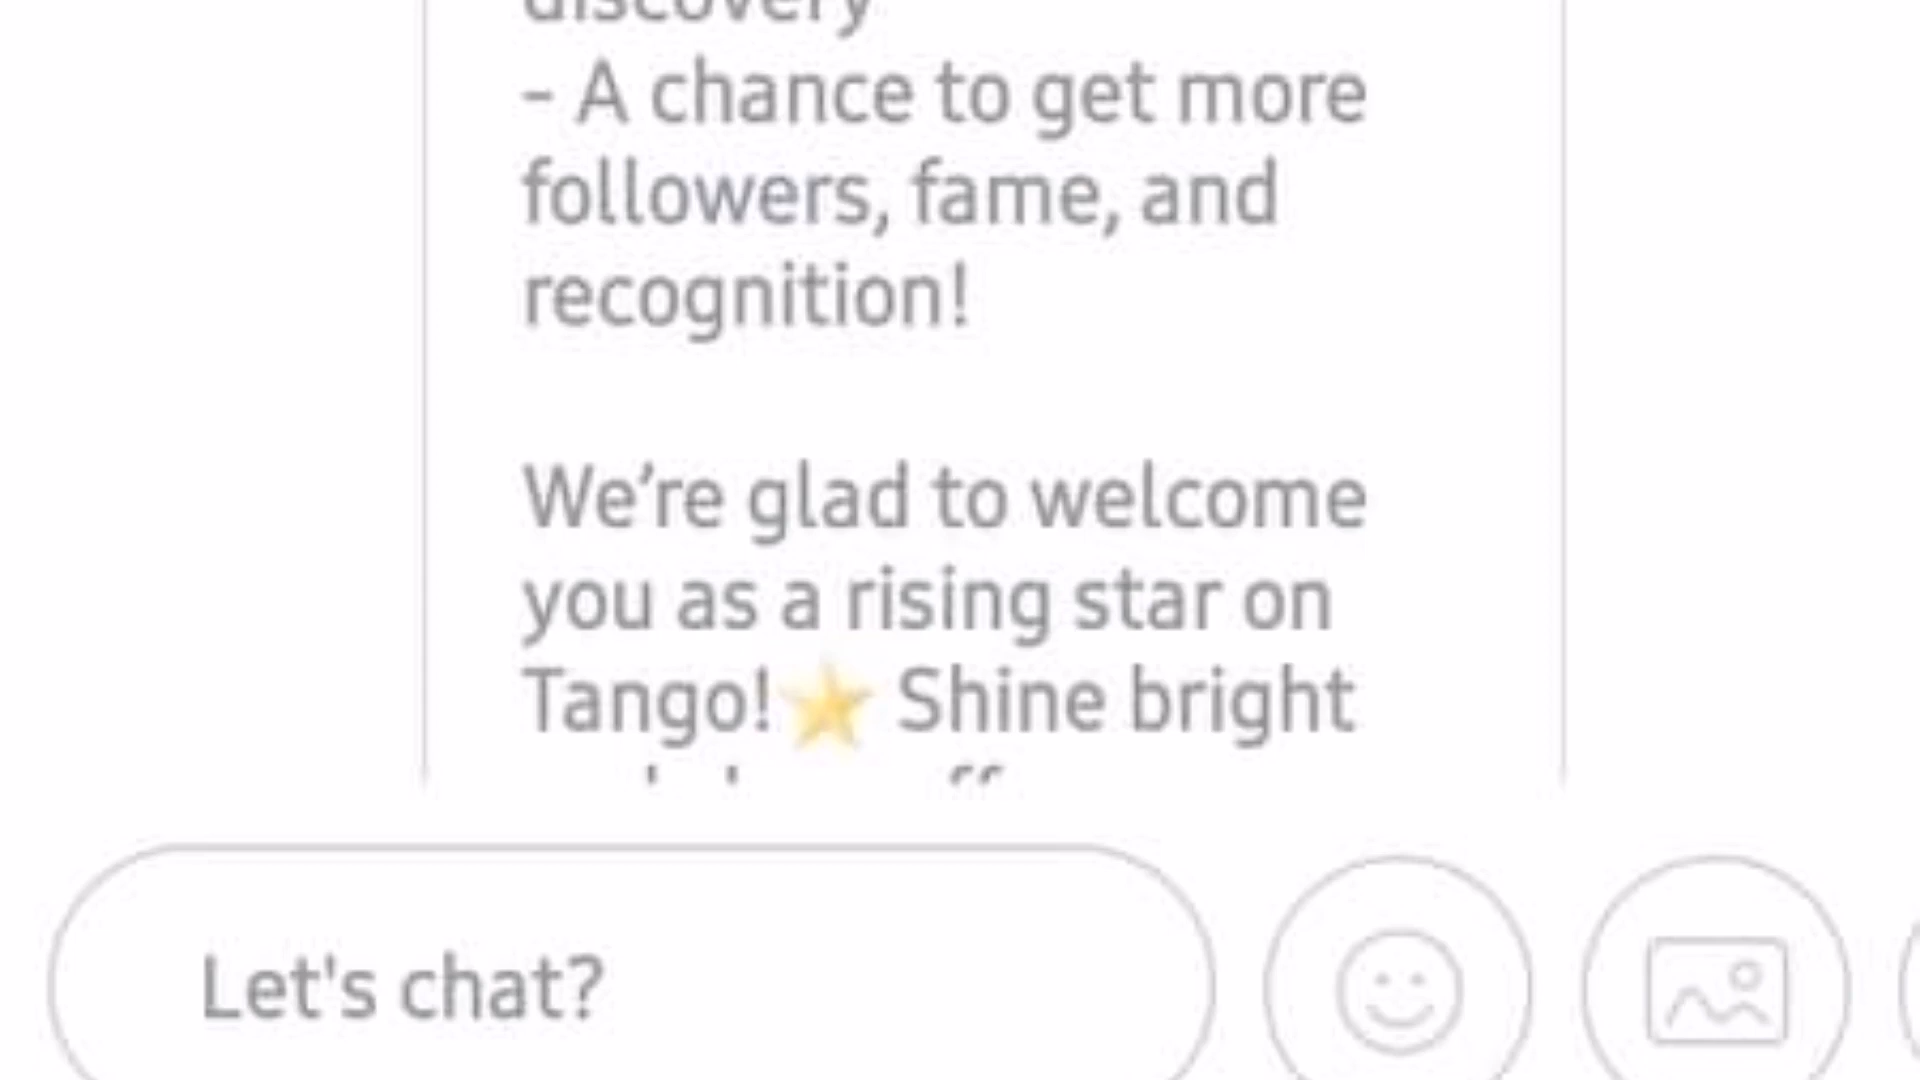 discovery
- A chance to get more
followers, fame, and
recognition!
We’re glad to welcome
you as a rising star on
Tango!⭐ Shine bright
Let's chat?